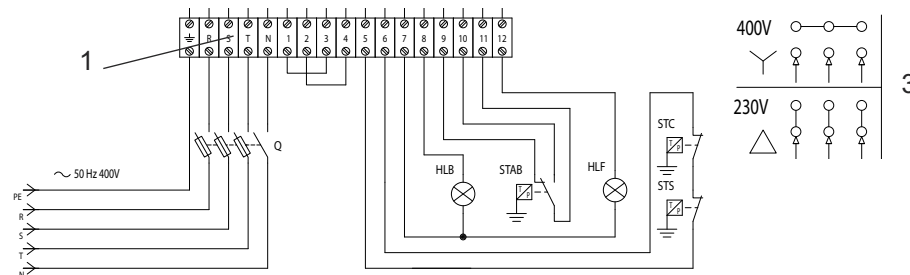 R S T N 1 2 3 4 5 6 7 8 9 10 11 12
1
400V
3
230V
Q
STC
T P
HLB
STAB
T P
HLF
STS
T P
50 Hz 400V
PE
R
S
T
N